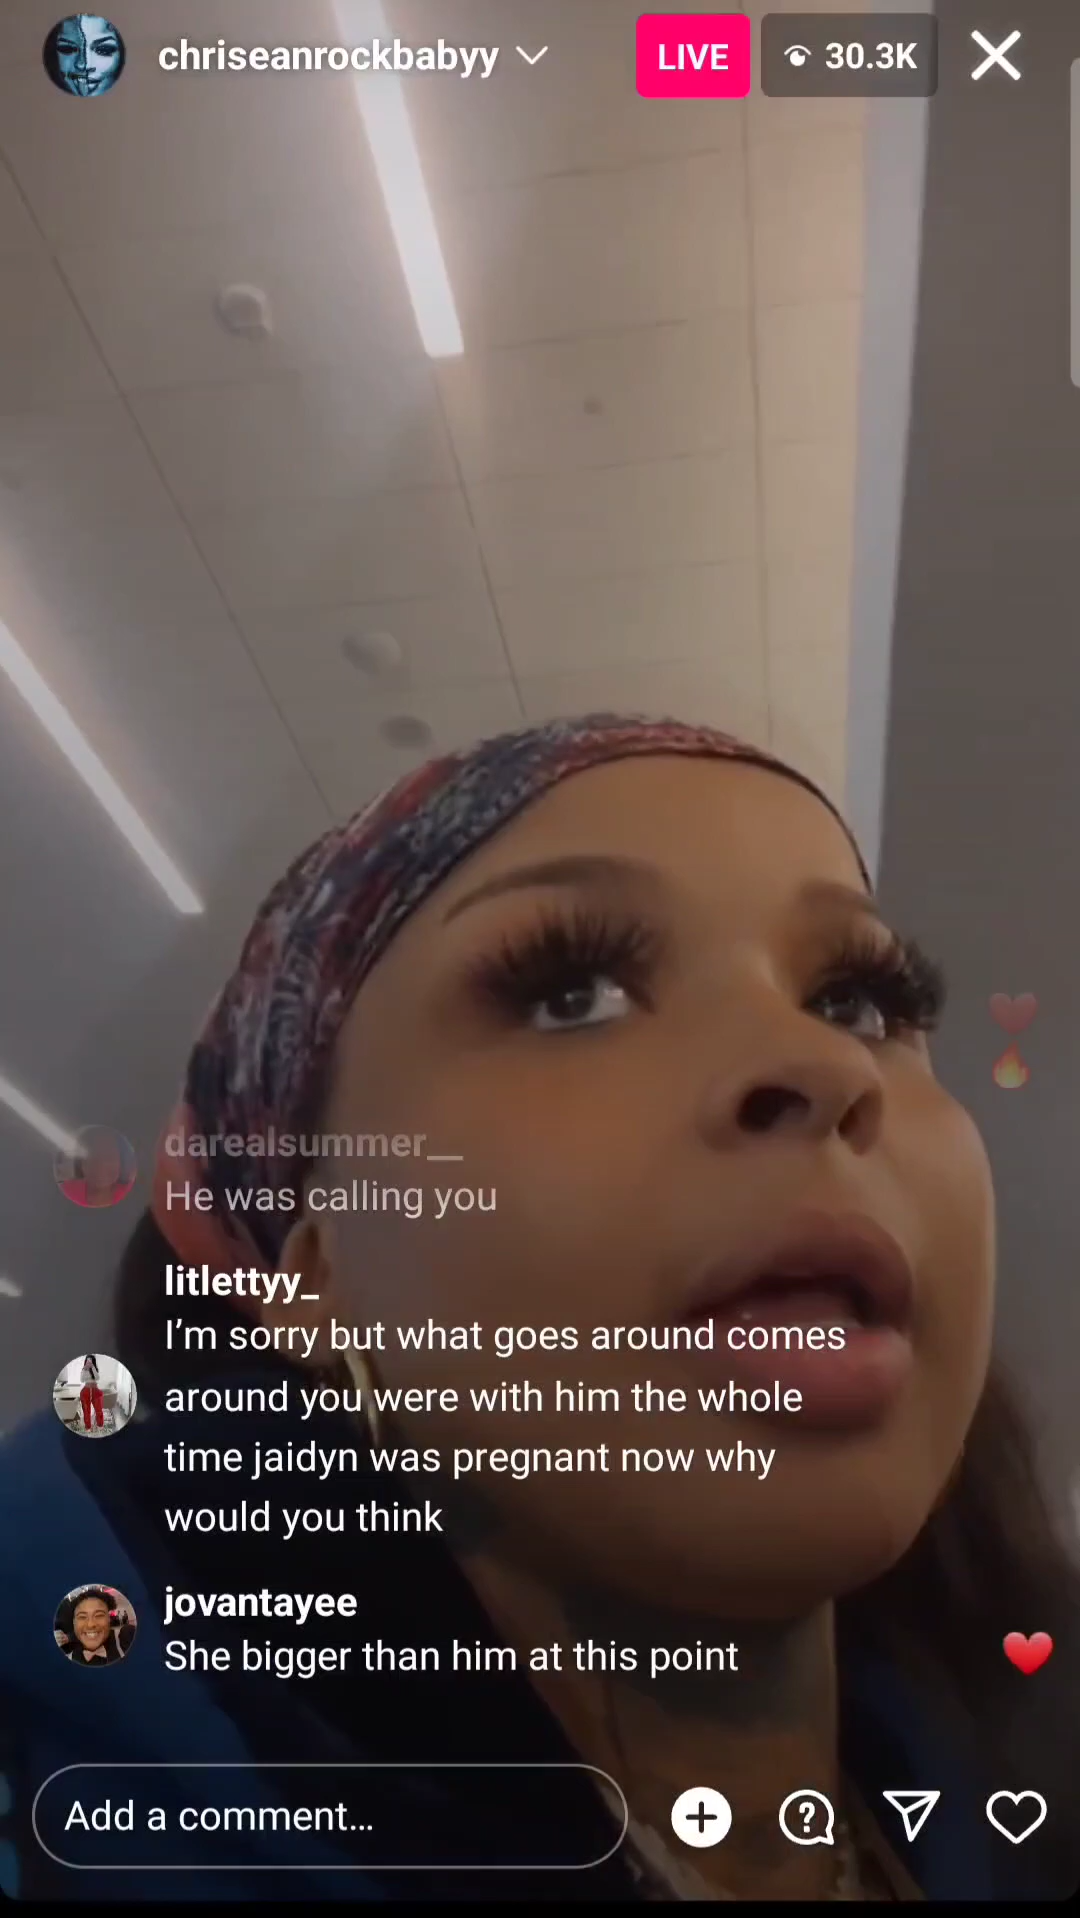 chriseanrockbabyy
LIVE
30.3K
darealsummer__
He was calling you
litlettyy_
I’m sorry but what goes around comes
around you were with him the whole
time jaidyn was pregnant now why
would you think
jovantayee
She bigger than him at this point
Add a comment...